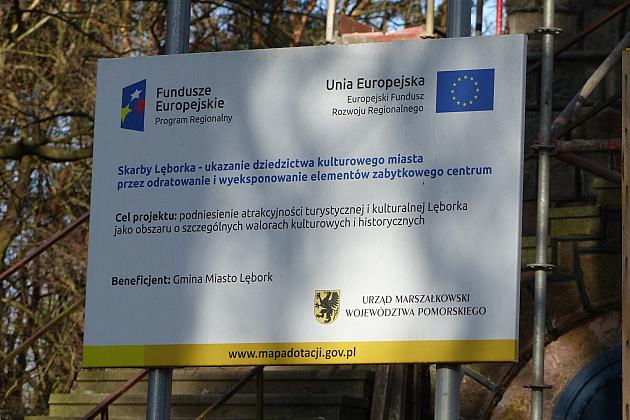 Fundusze
Europejskie
Program Regionalny
Unia Europejska
Europejski Fundusz
Rozwoju Regionalnego
Skarby Lęborka - ukazanie dziedzictwa kulturowego miasta
przez odratowanie i wyeksponowanie elementów zabytkowego centrum
Cel projektu: podniesienie atrakcyjności turystycznej i kulturalnej Lęborka
jako obszaru o szczególnych walorach kulturowych i historycznych
Beneficjent: Gmina Miasto Lębork
URZĄD MARSZAŁKOWSKI
WOJEWÓDZTWA POMORSKIEGO
www.mapadotacji.gov.pl